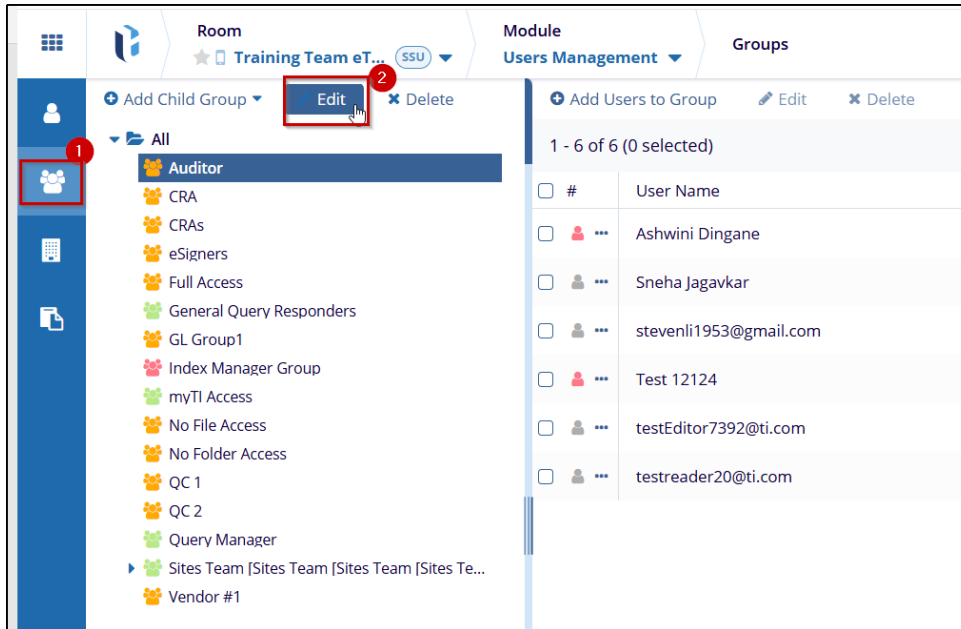 Room
Training Team eT... SSU
Module
Users Management
Groups
2
Add Child Group
Edit
Delete
Add Users to Group
Edit
Delete
1
All
1 - 6 of 6 (0 selected)
Auditor
CRA
CRAs
eSigners
Full Access
General Query Responders
GL Group1
Index Manager Group
myTI Access
No File Access
No Folder Access
QC 1
QC 2
Query Manager
Sites Team [Sites Team [Sites Team [Sites Te...
Vendor #1
# User Name
Ashwini Dingane
Sneha Jagavkar
stevenli1953@gmail.com
Test 12124
testEditor7392@ti.com
testreader20@ti.com